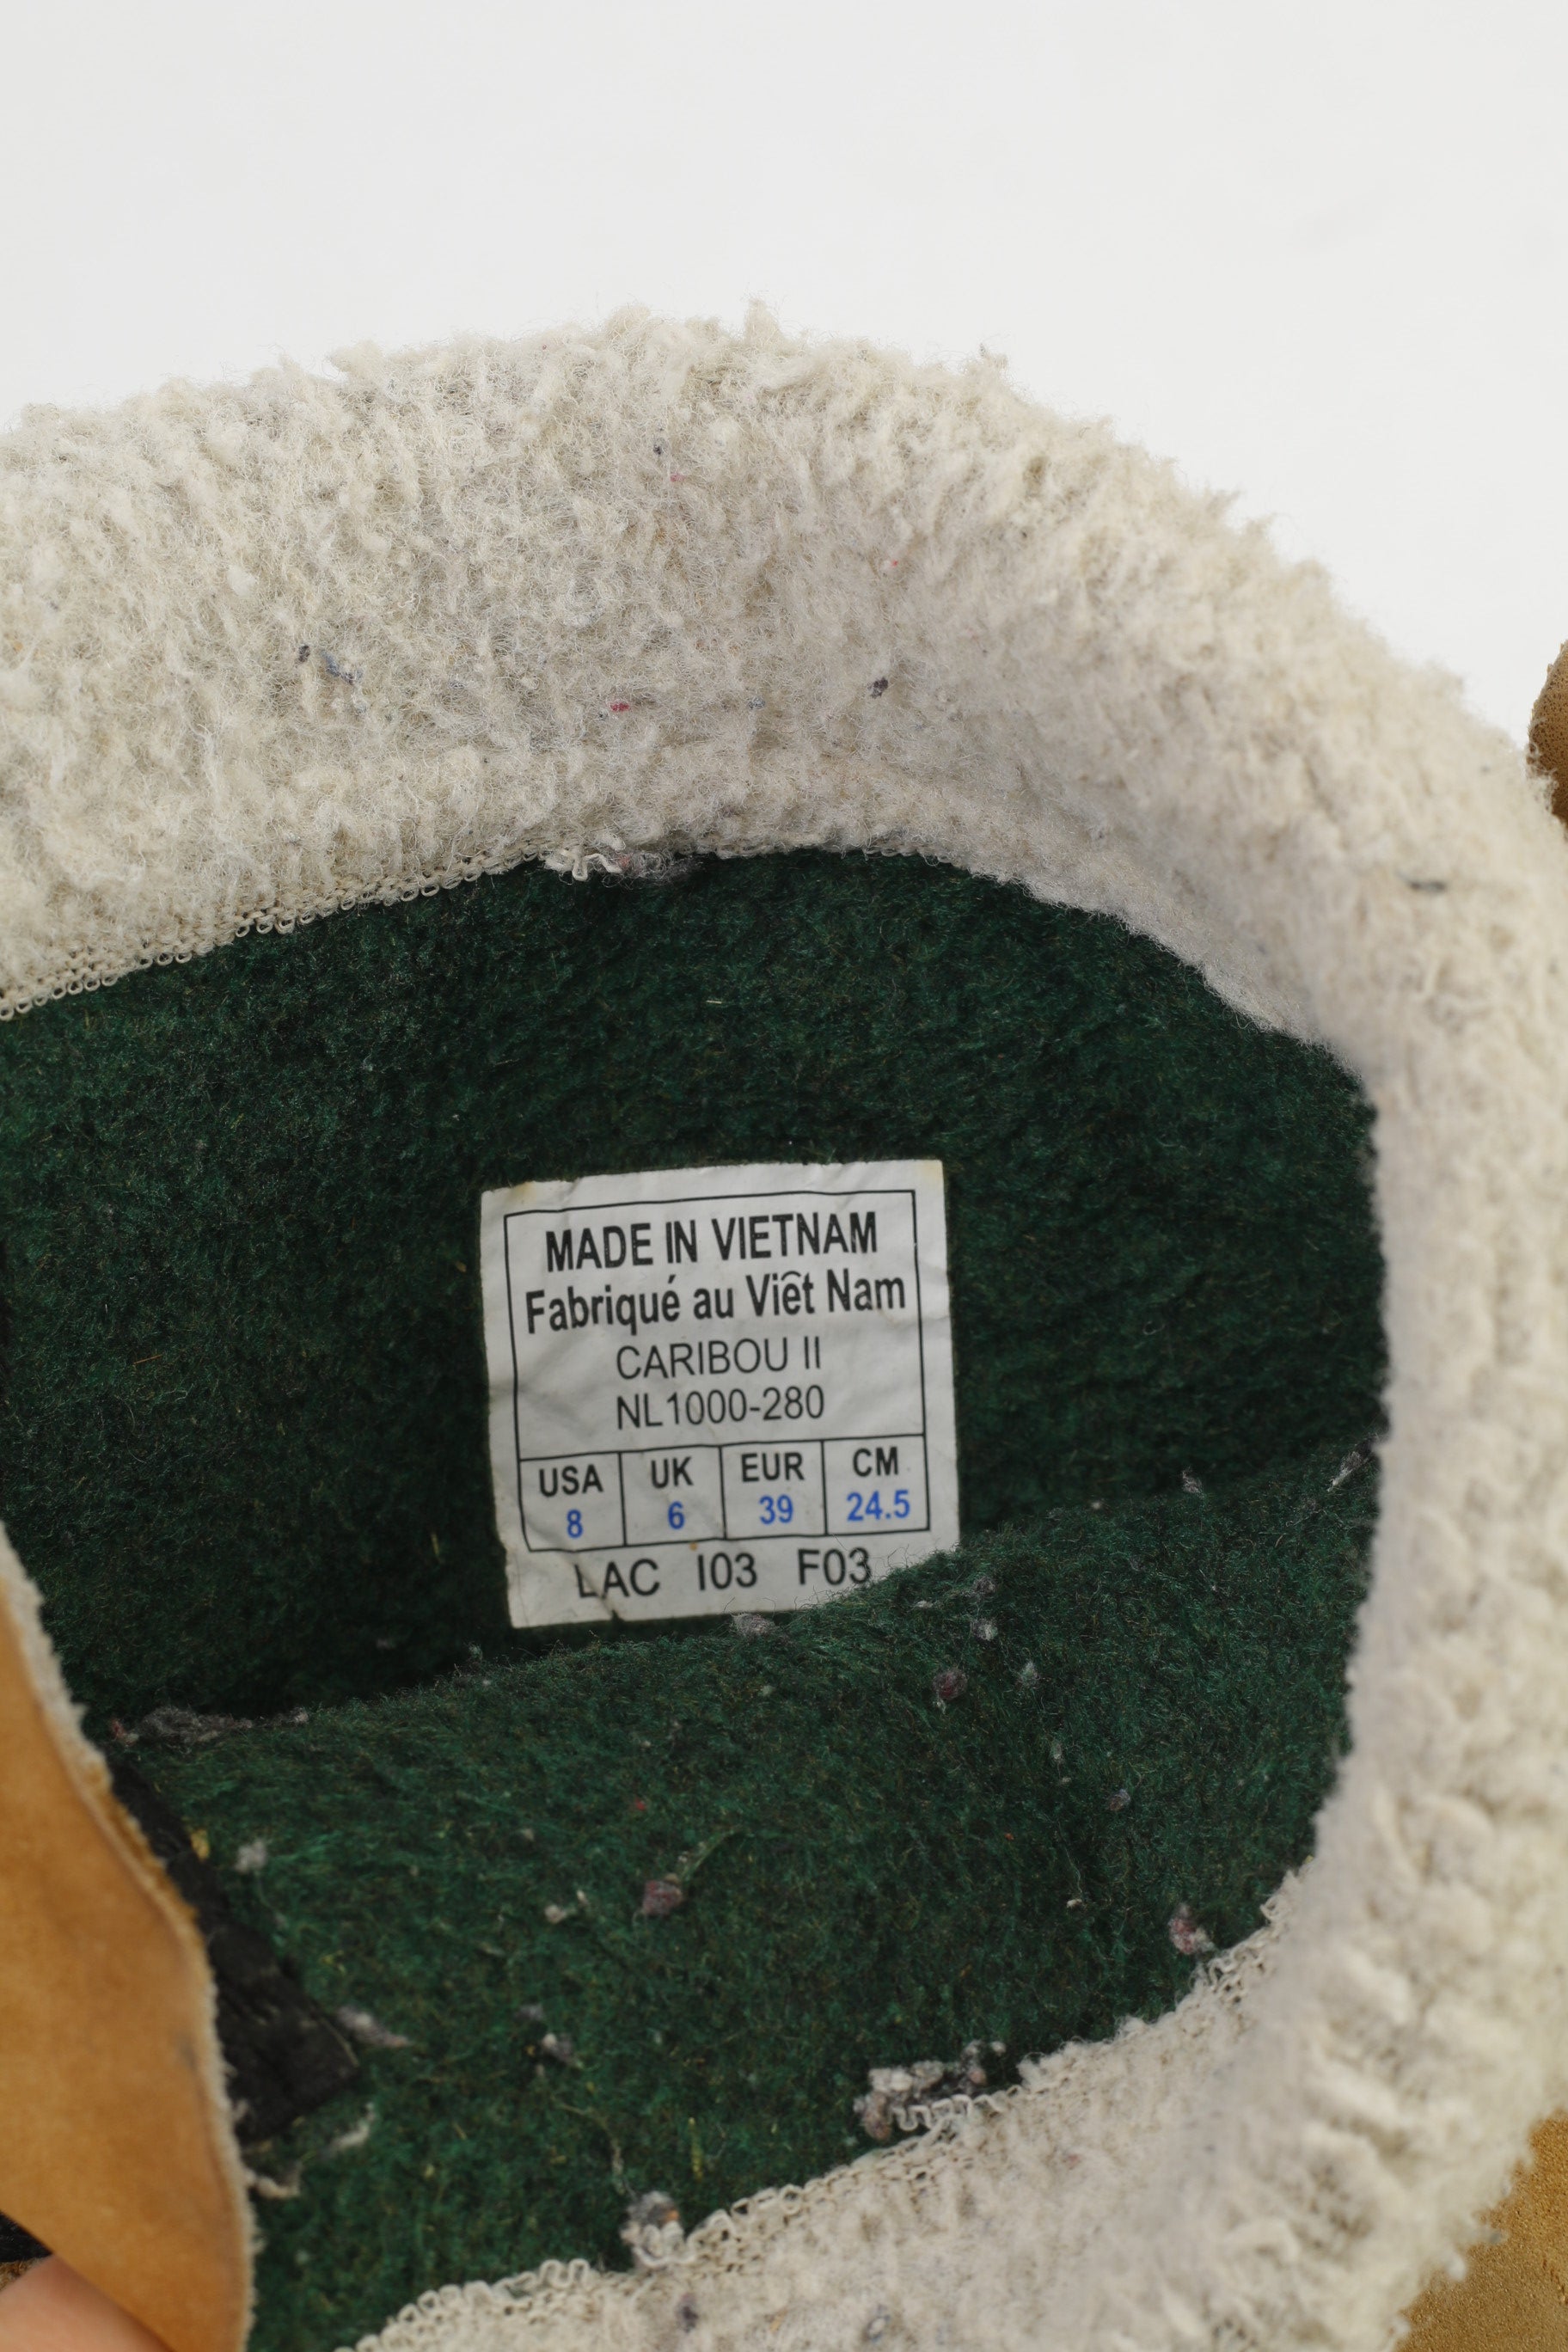 MADE IN VIETNAM
Fabriqué au Viêt Nam
CARIBOU II
NL1000-280
USA UK EUR CM
8 6 39 24.5
LAC I03 F03